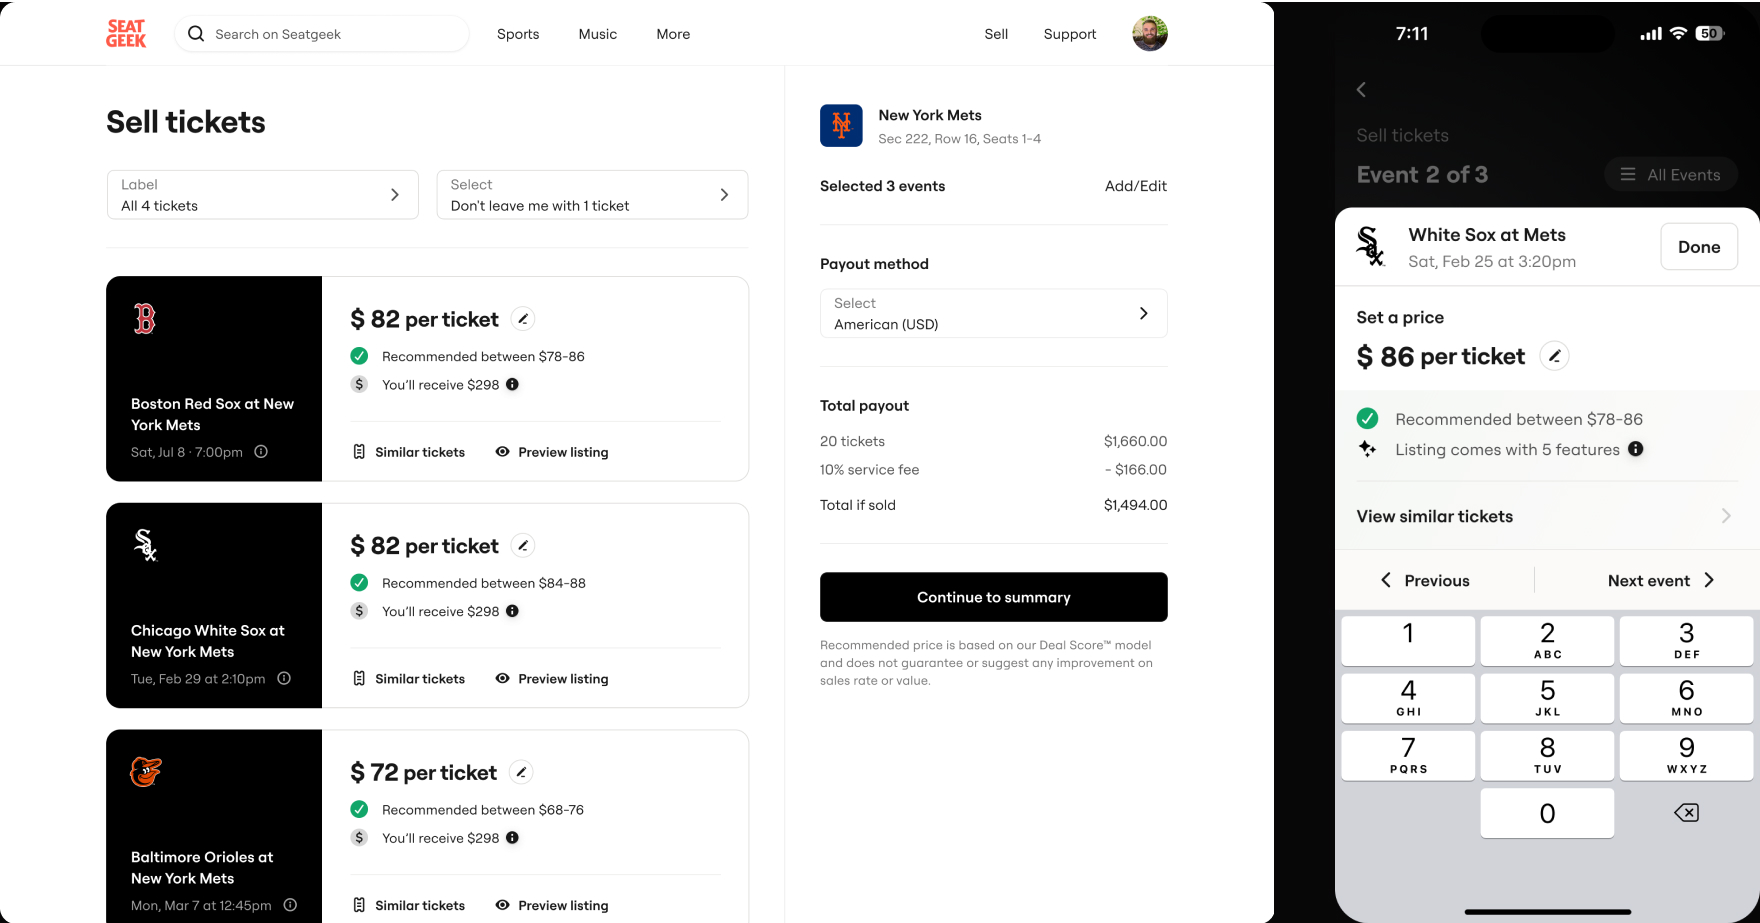 SEAT
GEEK
Search on Seatgeek
Sports
Music
More
Sell
Support
Sell tickets
Label
All 4 tickets
Select
Don't leave me with 1 ticket
B
$ 82 per ticket
Recommended between $78-86
$ You'll receive $298
Boston Red Sox at New
York Mets
Sat, Jul 8 · 7:00pm
Similar tickets
Preview listing
Sox
$ 82 per ticket
Recommended between $84-88
$ You'll receive $298
Chicago White Sox at
New York Mets
Tue, Feb 29 at 2:10pm
Similar tickets
Preview listing
$ 72 per ticket
Recommended between $68-76
$ You'll receive $298
Baltimore Orioles at
New York Mets
Mon, Mar 7 at 12:45pm
Similar tickets
Preview listing
NY
New York Mets
Sec 222, Row 16, Seats 1-4
Selected 3 events
Add/Edit
Payout method
Select
American (USD)
Total payout
20 tickets
$1,660.00
10% service fee
- $166.00
Total if sold
$1,494.00
Continue to summary
Recommended price is based on our Deal Score™ model
and does not guarantee or suggest any improvement on
sales rate or value.
7:11
50
Sell tickets
Event 2 of 3
All Events
Sox
White Sox at Mets
Sat, Feb 25 at 3:20pm
Done
Set a price
$ 86 per ticket
Recommended between $78-86
Listing comes with 5 features
View similar tickets
Previous
Next event
1
2
ABC
3
DEF
4
GHI
5
JKL
6
MNO
7
PQRS
8
TUV
9
WXYZ
0